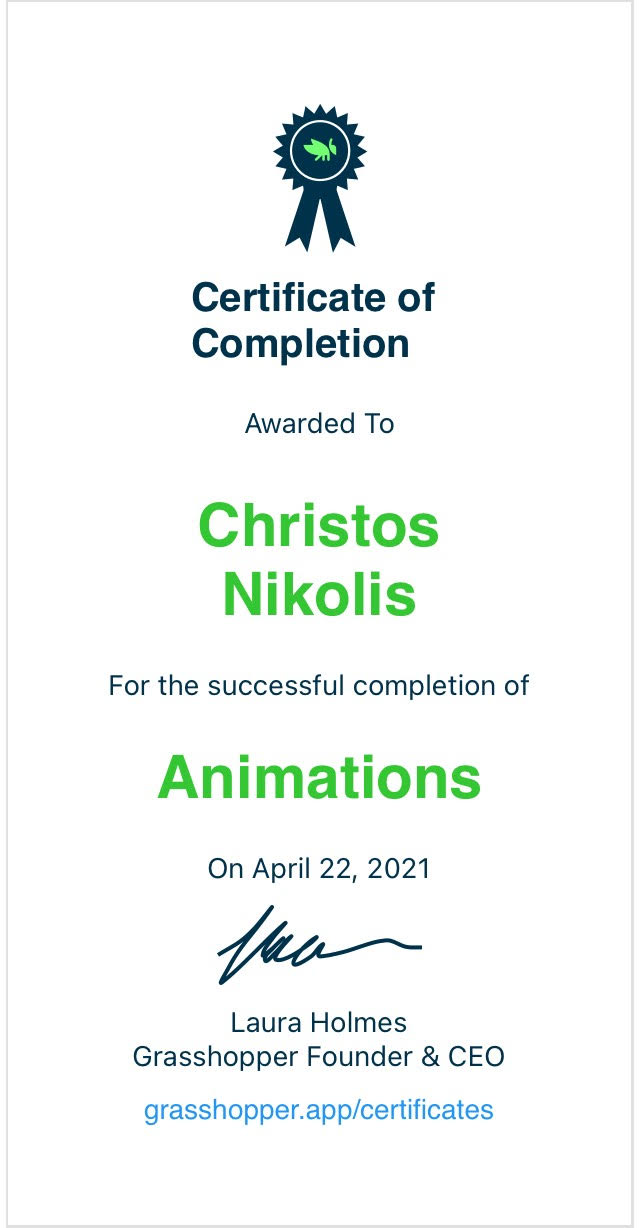 Certificate of
Completion
Awarded To
Christos
Nikolis
For the successful completion of
Animations
On April 22, 2021
Laura Holmes
Grasshopper Founder & CEO
grasshopper.app/certificates